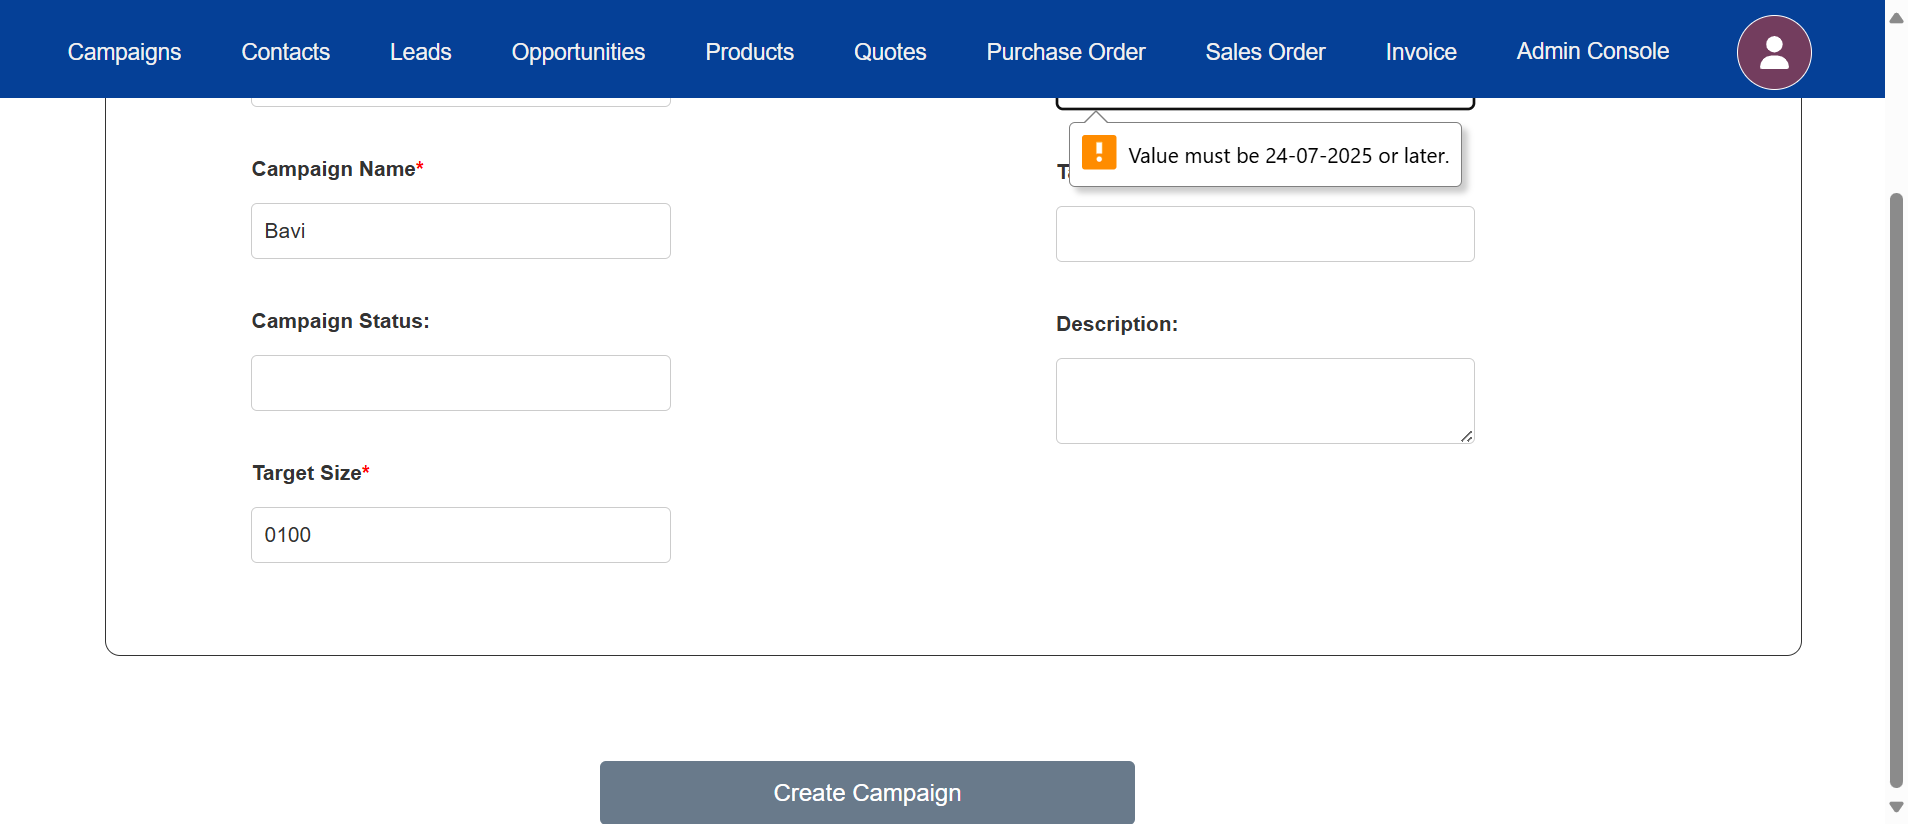 Campaigns Contacts Leads Opportunities Products Quotes Purchase Order Sales Order Invoice Admin Console
Value must be 24-07-2025 or later.
Campaign Name*
Bavi
Campaign Status:
Description:
Target Size*
0100
Create Campaign